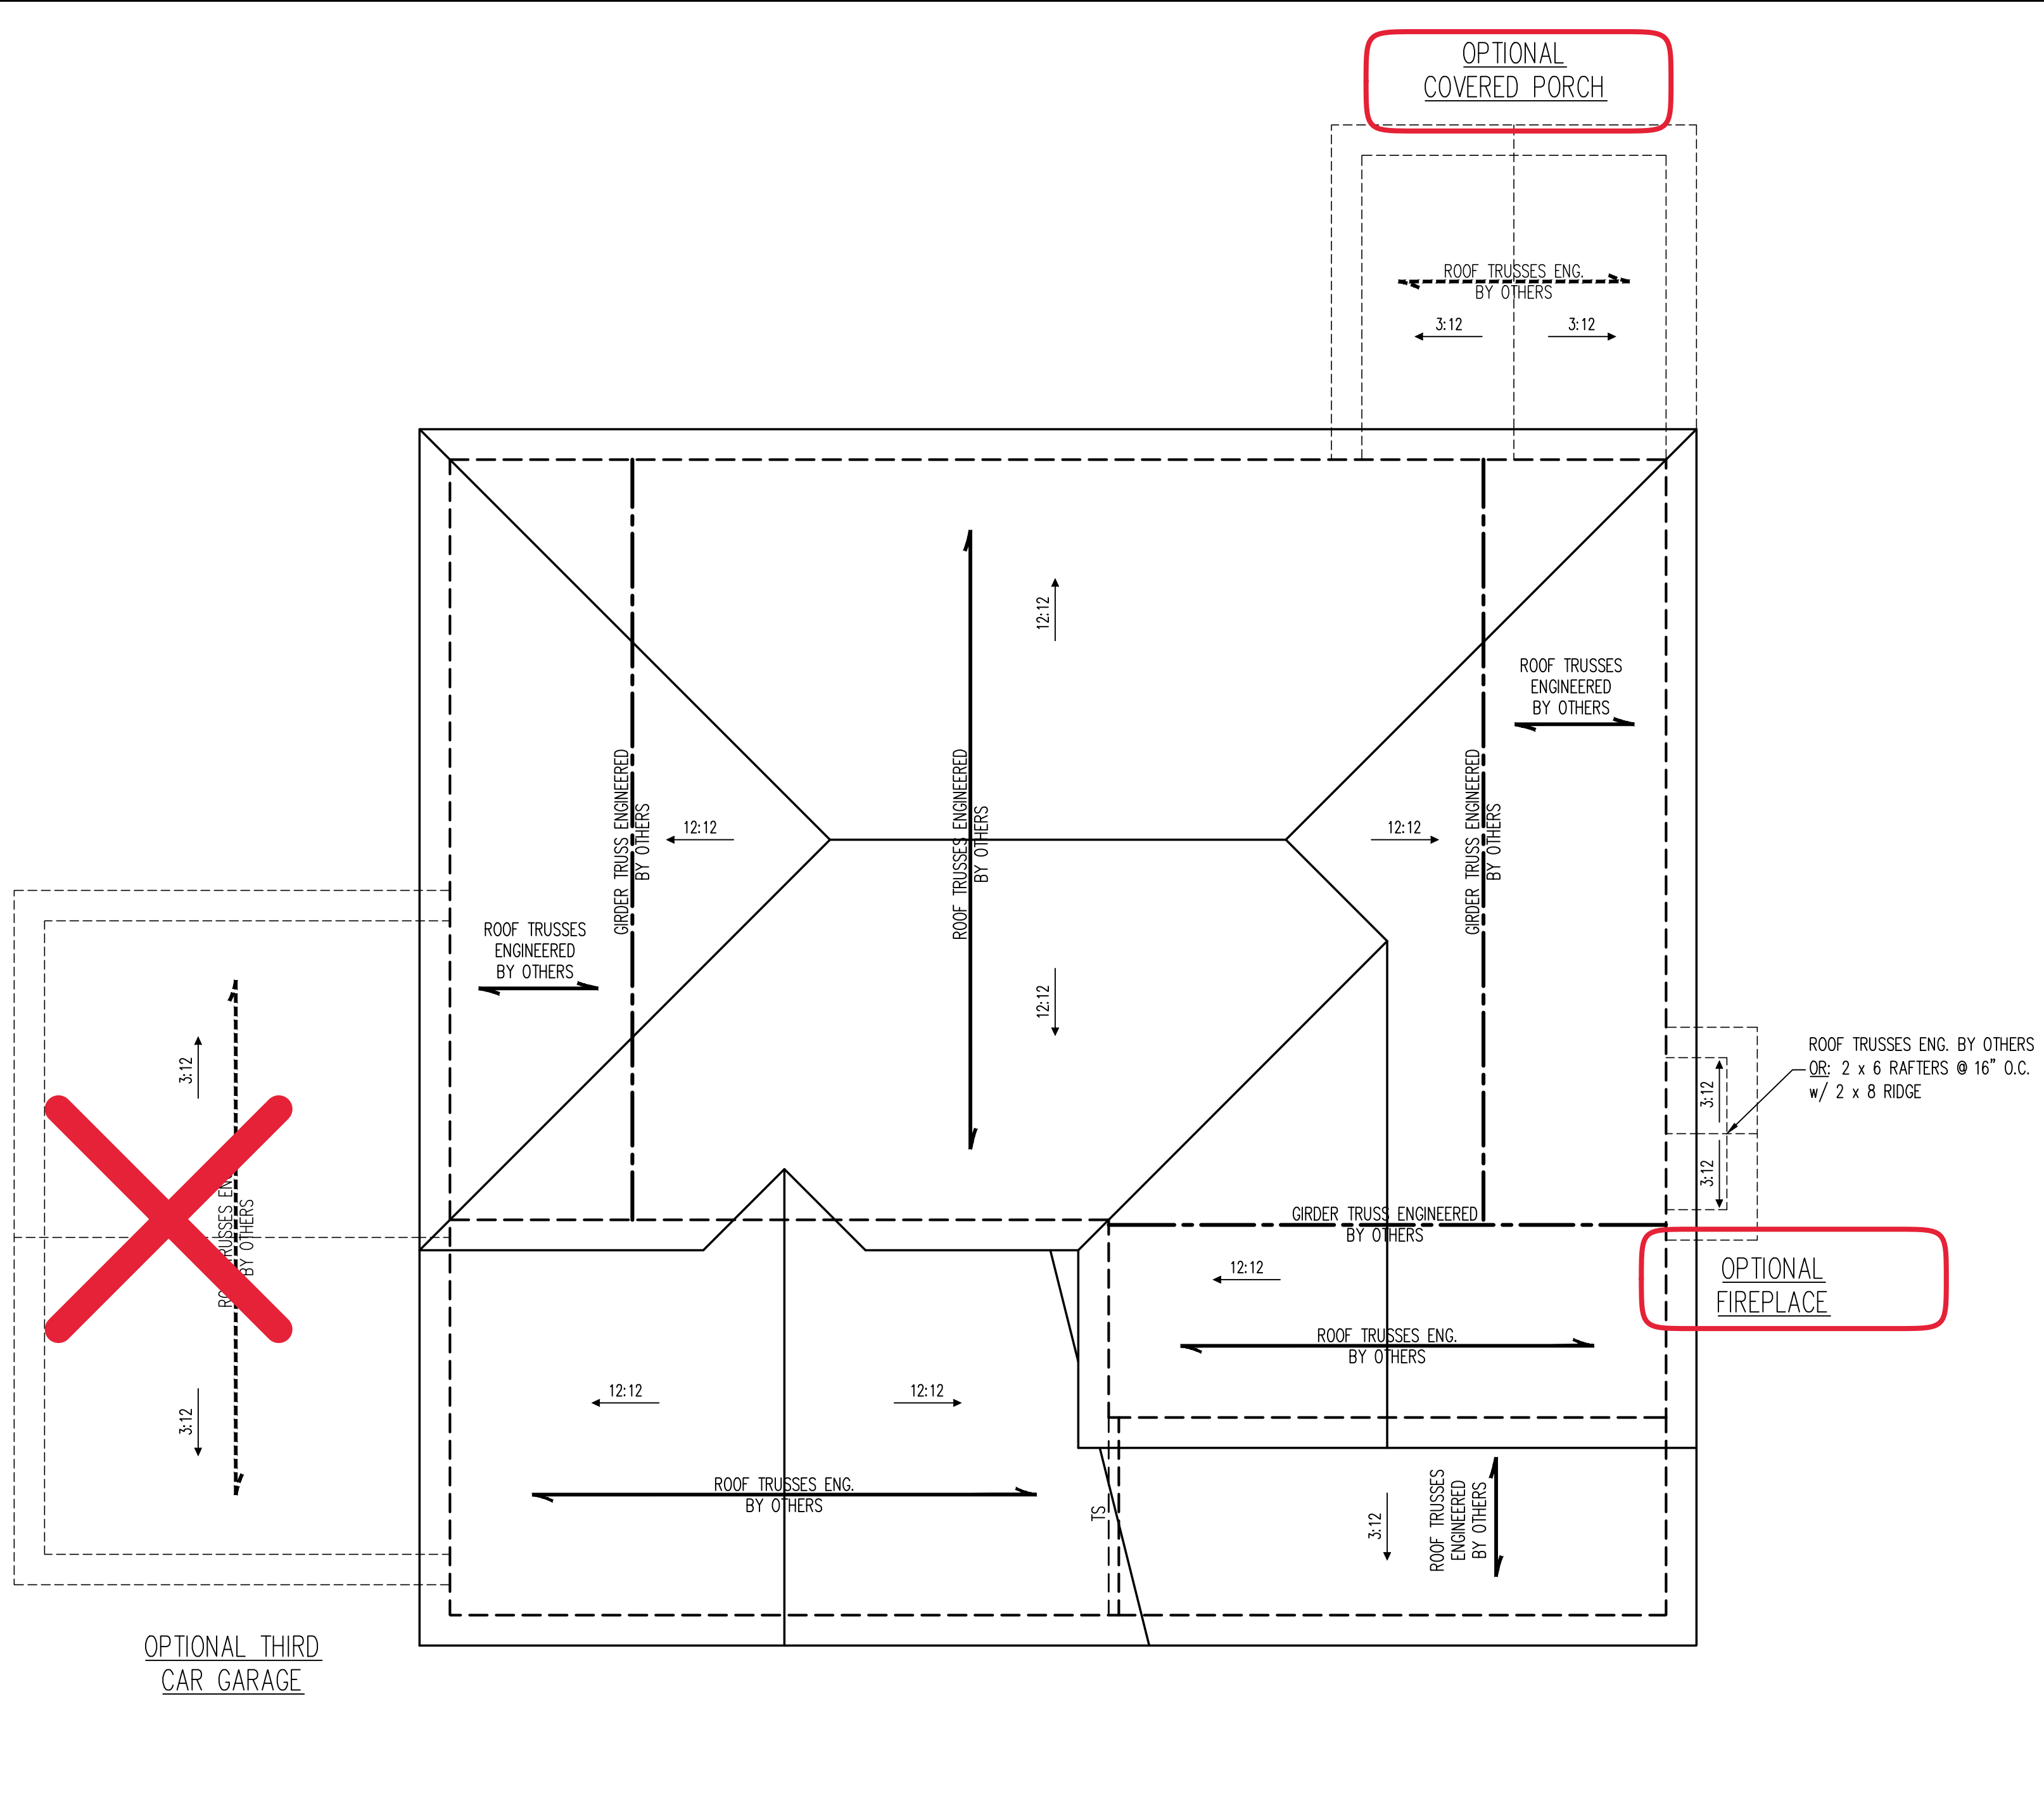 OPTIONAL
COVERED PORCH
ROOF TRUSSES ENG.
BY OTHERS
3:12
3:12
12:12
ROOF TRUSSES
ENGINEERED
BY OTHERS
GIRDER TRUSS ENGINEERED
BY OTHERS
12:12
ROOF TRUSSES ENGINEERED
BY OTHERS
12:12
GIRDER TRUSS ENGINEERED
BY OTHERS
ROOF TRUSSES
ENGINEERED
BY OTHERS
12:12
3:12
BY OTHERS
3:12
ROOF TRUSSES ENG. BY OTHERS
OR: 2 x 6 RAFTERS @ 16" O.C.
w/ 2 x 8 RIDGE
3:12
3:12
GIRDER TRUSS ENGINEERED
BY OTHERS
12:12
OPTIONAL
FIREPLACE
ROOF TRUSSES ENG.
BY OTHERS
12:12
12:12
ROOF TRUSSES ENG.
BY OTHERS
TS
3:12
ROOF TRUSSES
ENGINEERED
BY OTHERS
OPTIONAL THIRD
CAR GARAGE